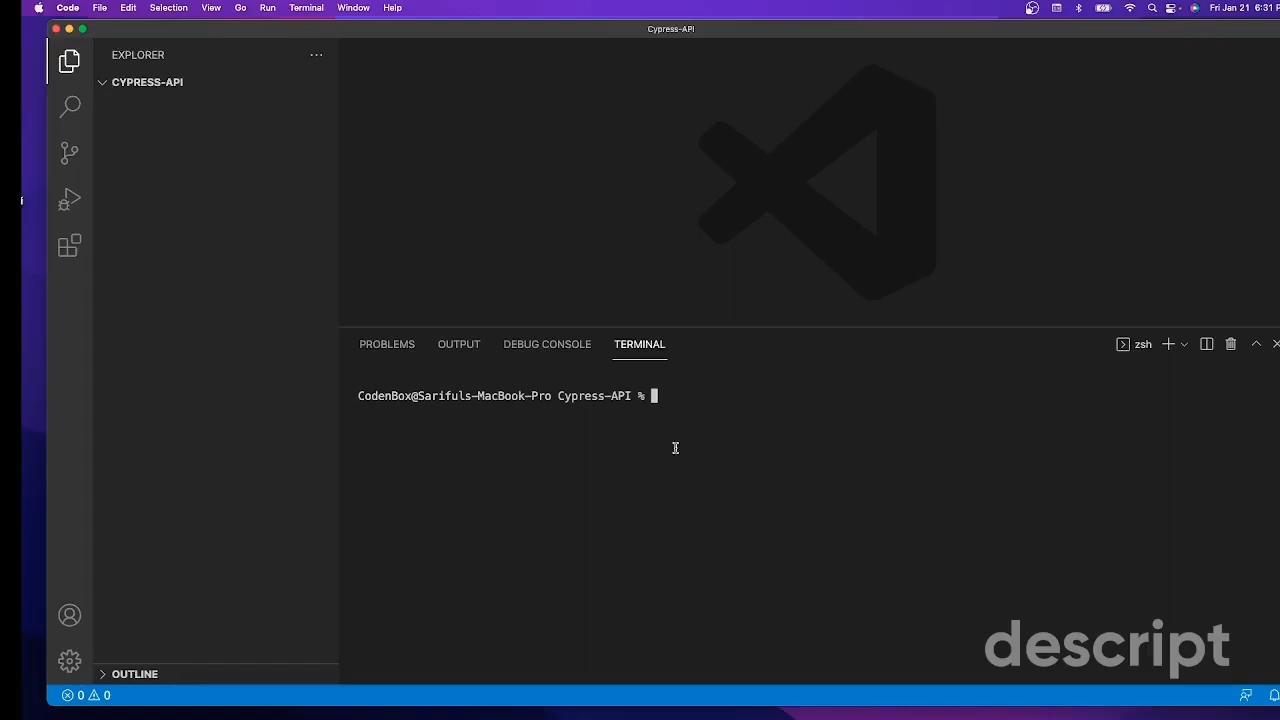 Code File Edit Selection View Go Run Terminal Window Help
Fri Jan 21 6:31
Cypress-API
EXPLORER
CYPRESS-API
PROBLEMS OUTPUT DEBUG CONSOLE TERMINAL
zsh
CodenBox@Sarifuls-MacBook-Pro Cypress-API %
OUTLINE
0 0
descript